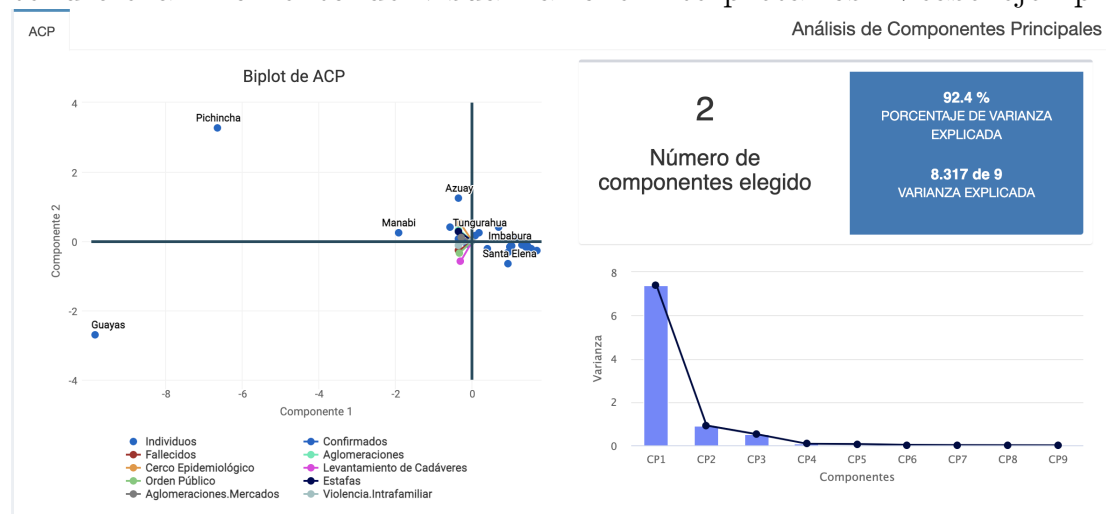 ACP
Análisis de Componentes Principales
Biplot de ACP
4
2
0
-2
-4
Componente 2
Pichincha
Azuay
Manabi
Tungurahua
Imbabura
Santa Elena
Guayas
-8
-6
-4
-2
0
Componente 1
Individuos
Confirmados
Fallecidos
Aglomeraciones
Cerco Epidemiológico
Levantamiento de Cadáveres
Orden Público
Estafas
Aglomeraciones.Mercados
Violencia.Intrafamiliar
2
Número de
componentes elegido
92.4 %
PORCENTAJE DE VARIANZA
EXPLICADA
8.317 de 9
VARIANZA EXPLICADA
8
6
4
2
0
Varianza
CP1
CP2
CP3
CP4
CP5
CP6
CP7
CP8
CP9
Componentes